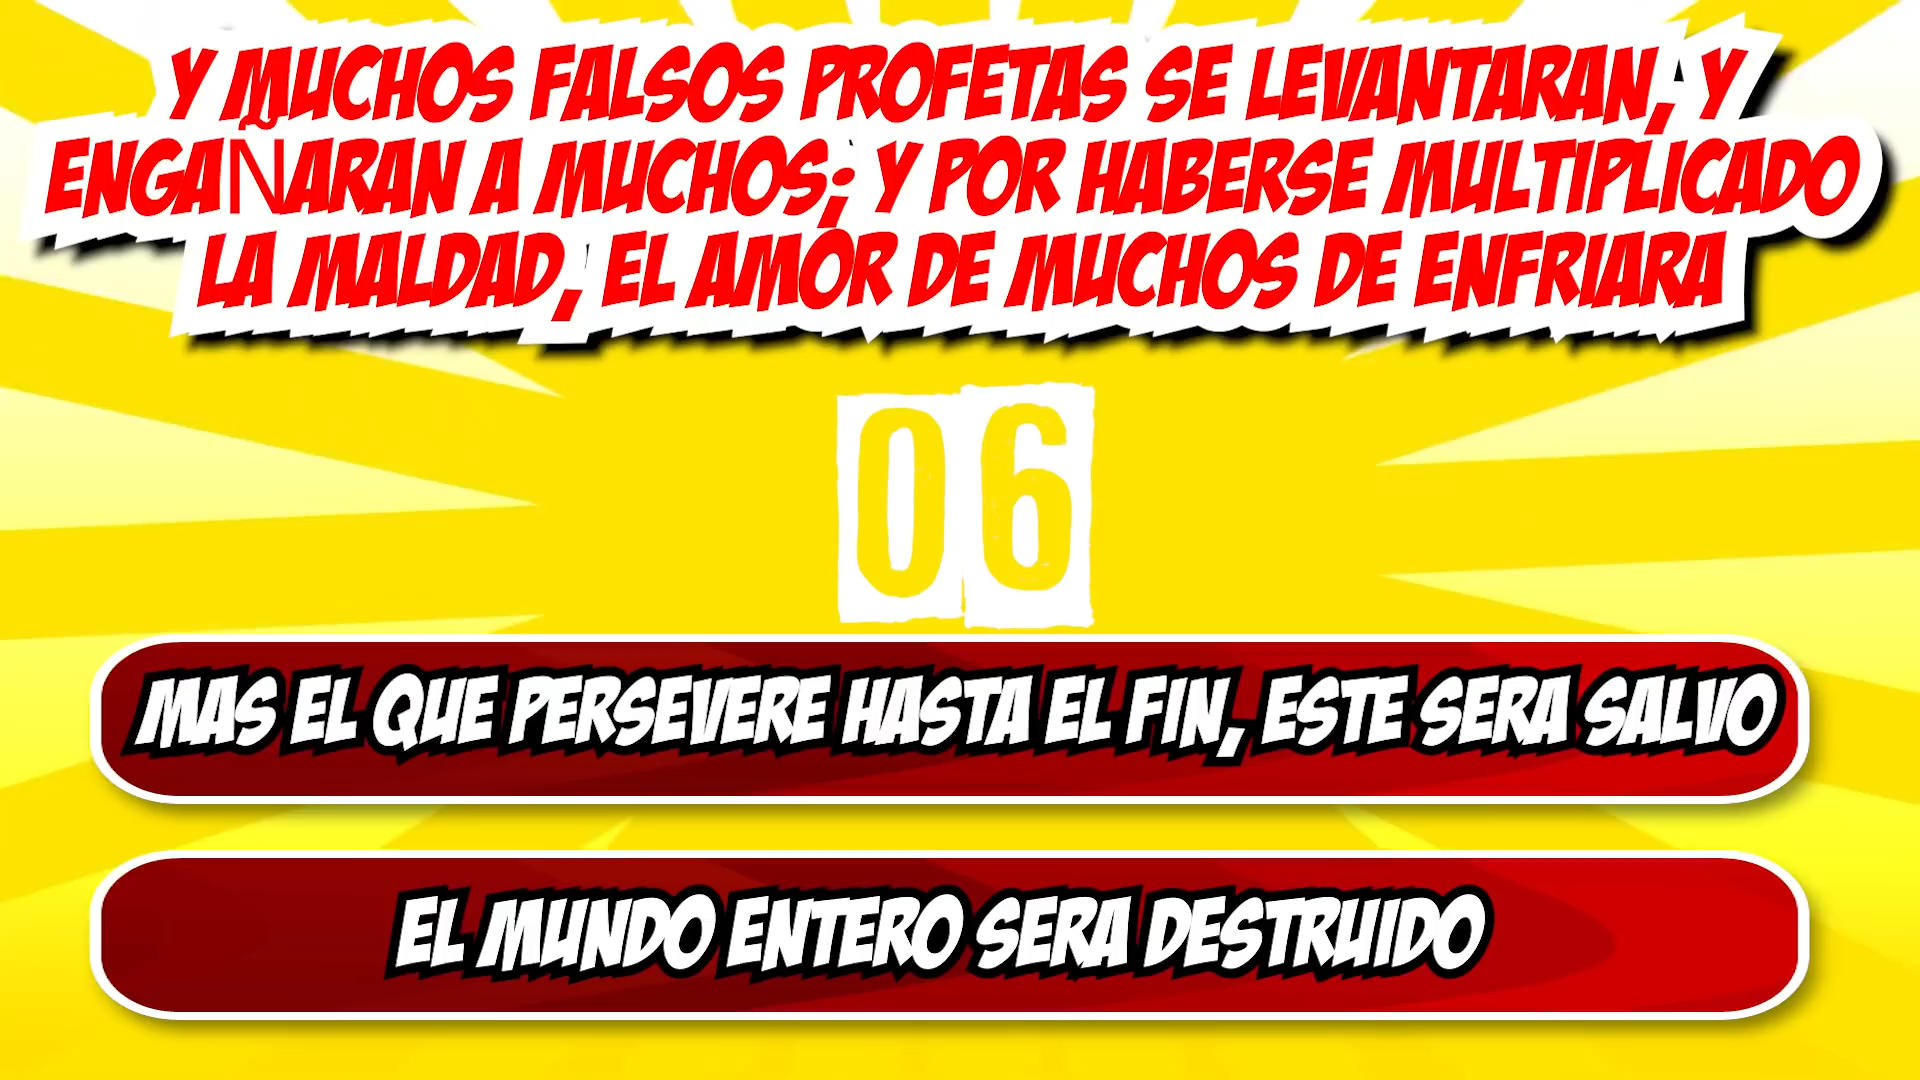 Y MUCHOS FALSOS PROFETAS SE LEVANTARAN, Y
ENGAÑARAN A MUCHOS; Y POR HABERSE MULTIPLICADO
LA MALDAD, EL AMOR DE MUCHOS DE ENFRIARA
06
MAS EL QUE PERSEVERE HASTA EL FIN, ESTE SERA SALVO
EL MUNDO ENTERO SERA DESTRUIDO